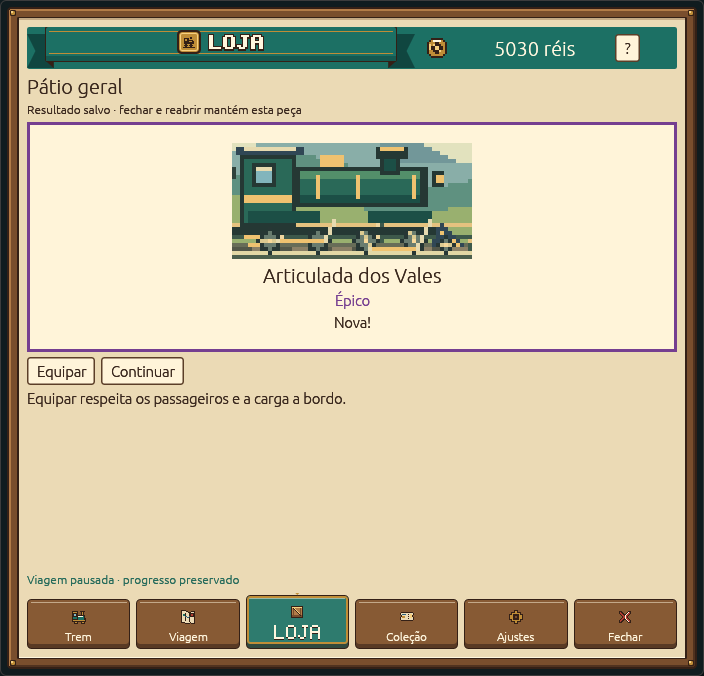 LOJA
5030 réis
?
Pátio geral
Resultado salvo · fechar e reabrir mantém esta peça
Articulada dos Vales
Épico
Nova!
Equipar
Continuar
Equipar respeita os passageiros e a carga a bordo.
Viagem pausada · progresso preservado
Trem
Viagem
LOJA
Coleção
Ajustes
Fechar